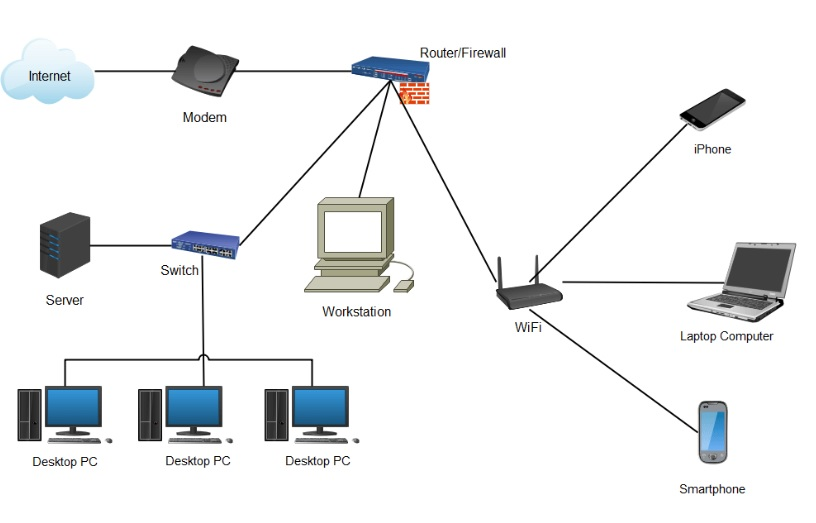 Router/Firewall
Internet
Modem
iPhone
Switch
Server
Workstation
WiFi
Laptop Computer
Desktop PC
Desktop PC
Desktop PC
Smartphone